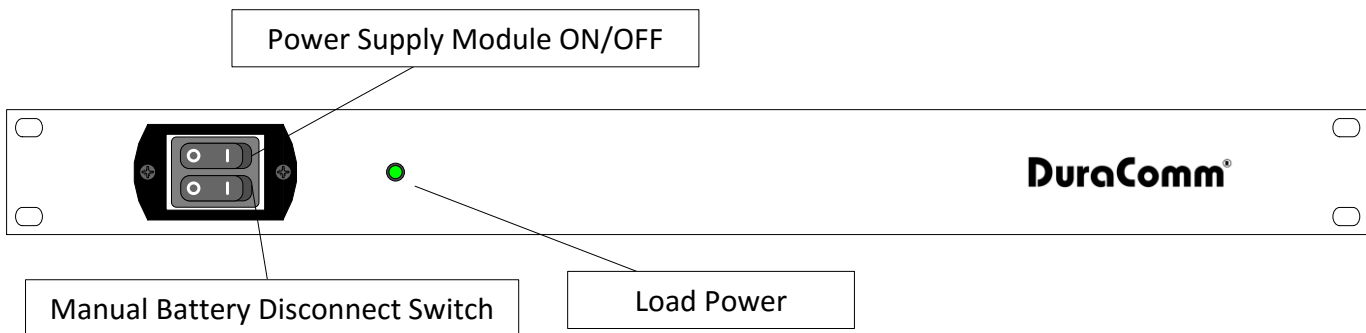 Power Supply Module ON/OFF
O I
O I
DuraComm®
Manual Battery Disconnect Switch
Load Power